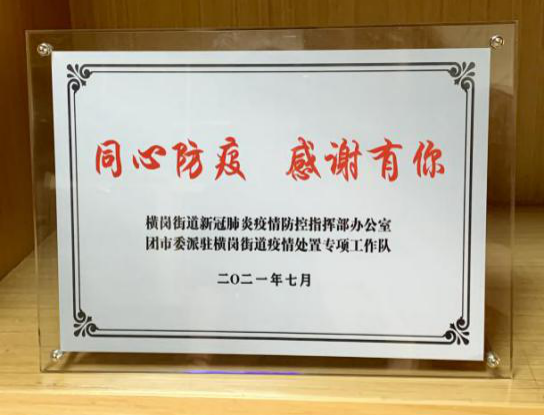 同心防疫 感谢有你
横岗街道新冠肺炎疫情防控指挥部办公室
团市委派驻横岗街道疫情处置专项工作队
二〇二一年七月